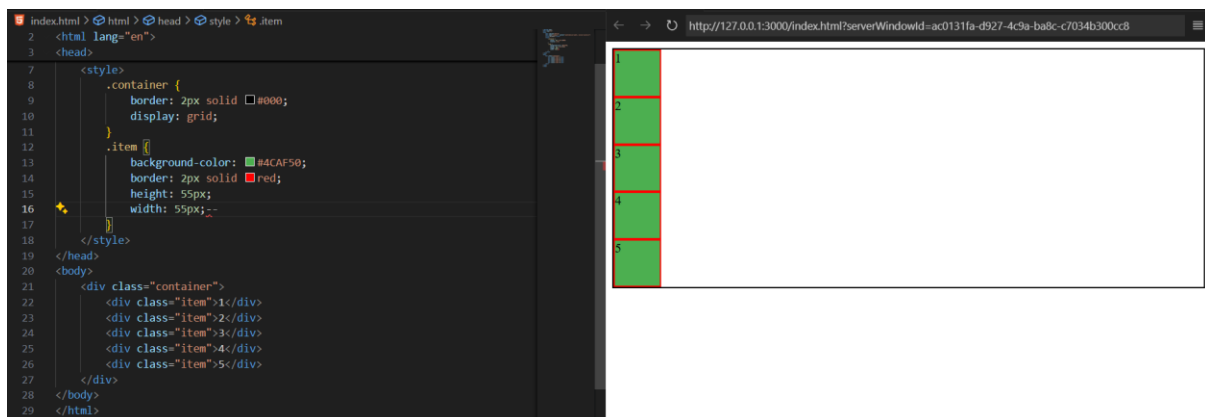 index.html > html > head > style > .item
2 <html lang="en">
3 <head>
7 <style>
8 .container {
9 border: 2px solid #000;
10 display: grid;
11 }
12 .item {
13 background-color: #4CAF50;
14 border: 2px solid red;
15 height: 55px;
16 width: 55px;--
17 }
18 </style>
19 </head>
20 <body>
21 <div class="container">
22 <div class="item">1</div>
23 <div class="item">2</div>
24 <div class="item">3</div>
25 <div class="item">4</div>
26 <div class="item">5</div>
27 </div>
28 </body>
29 </html>
http://127.0.0.1:3000/index.html?serverWindowId=ac0131fa-d927-4c9a-ba8c-c7034b300cc8
1
2
3
4
5